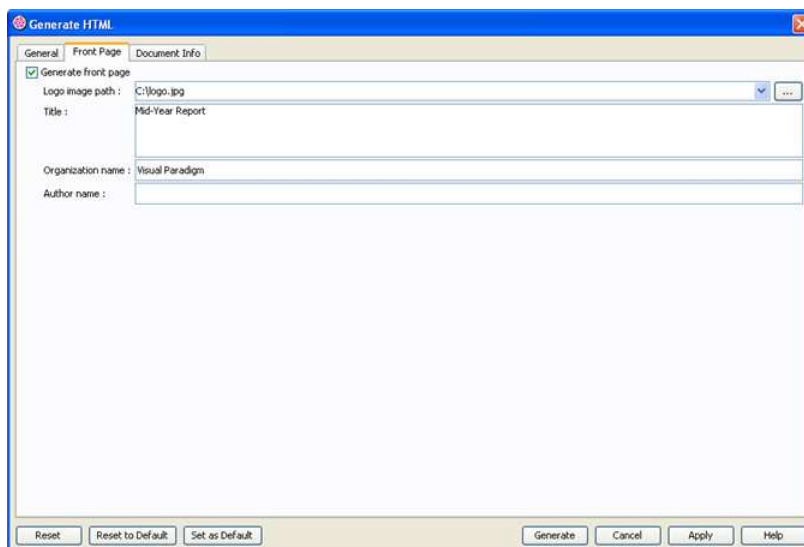 Generate HTML
General Front Page Document Info
Generate front page
Logo image path : C:\logo.jpg ...
Title : Mid-Year Report
Organization name : Visual Paradigm
Author name :
Reset Reset to Default Set as Default Generate Cancel Apply Help